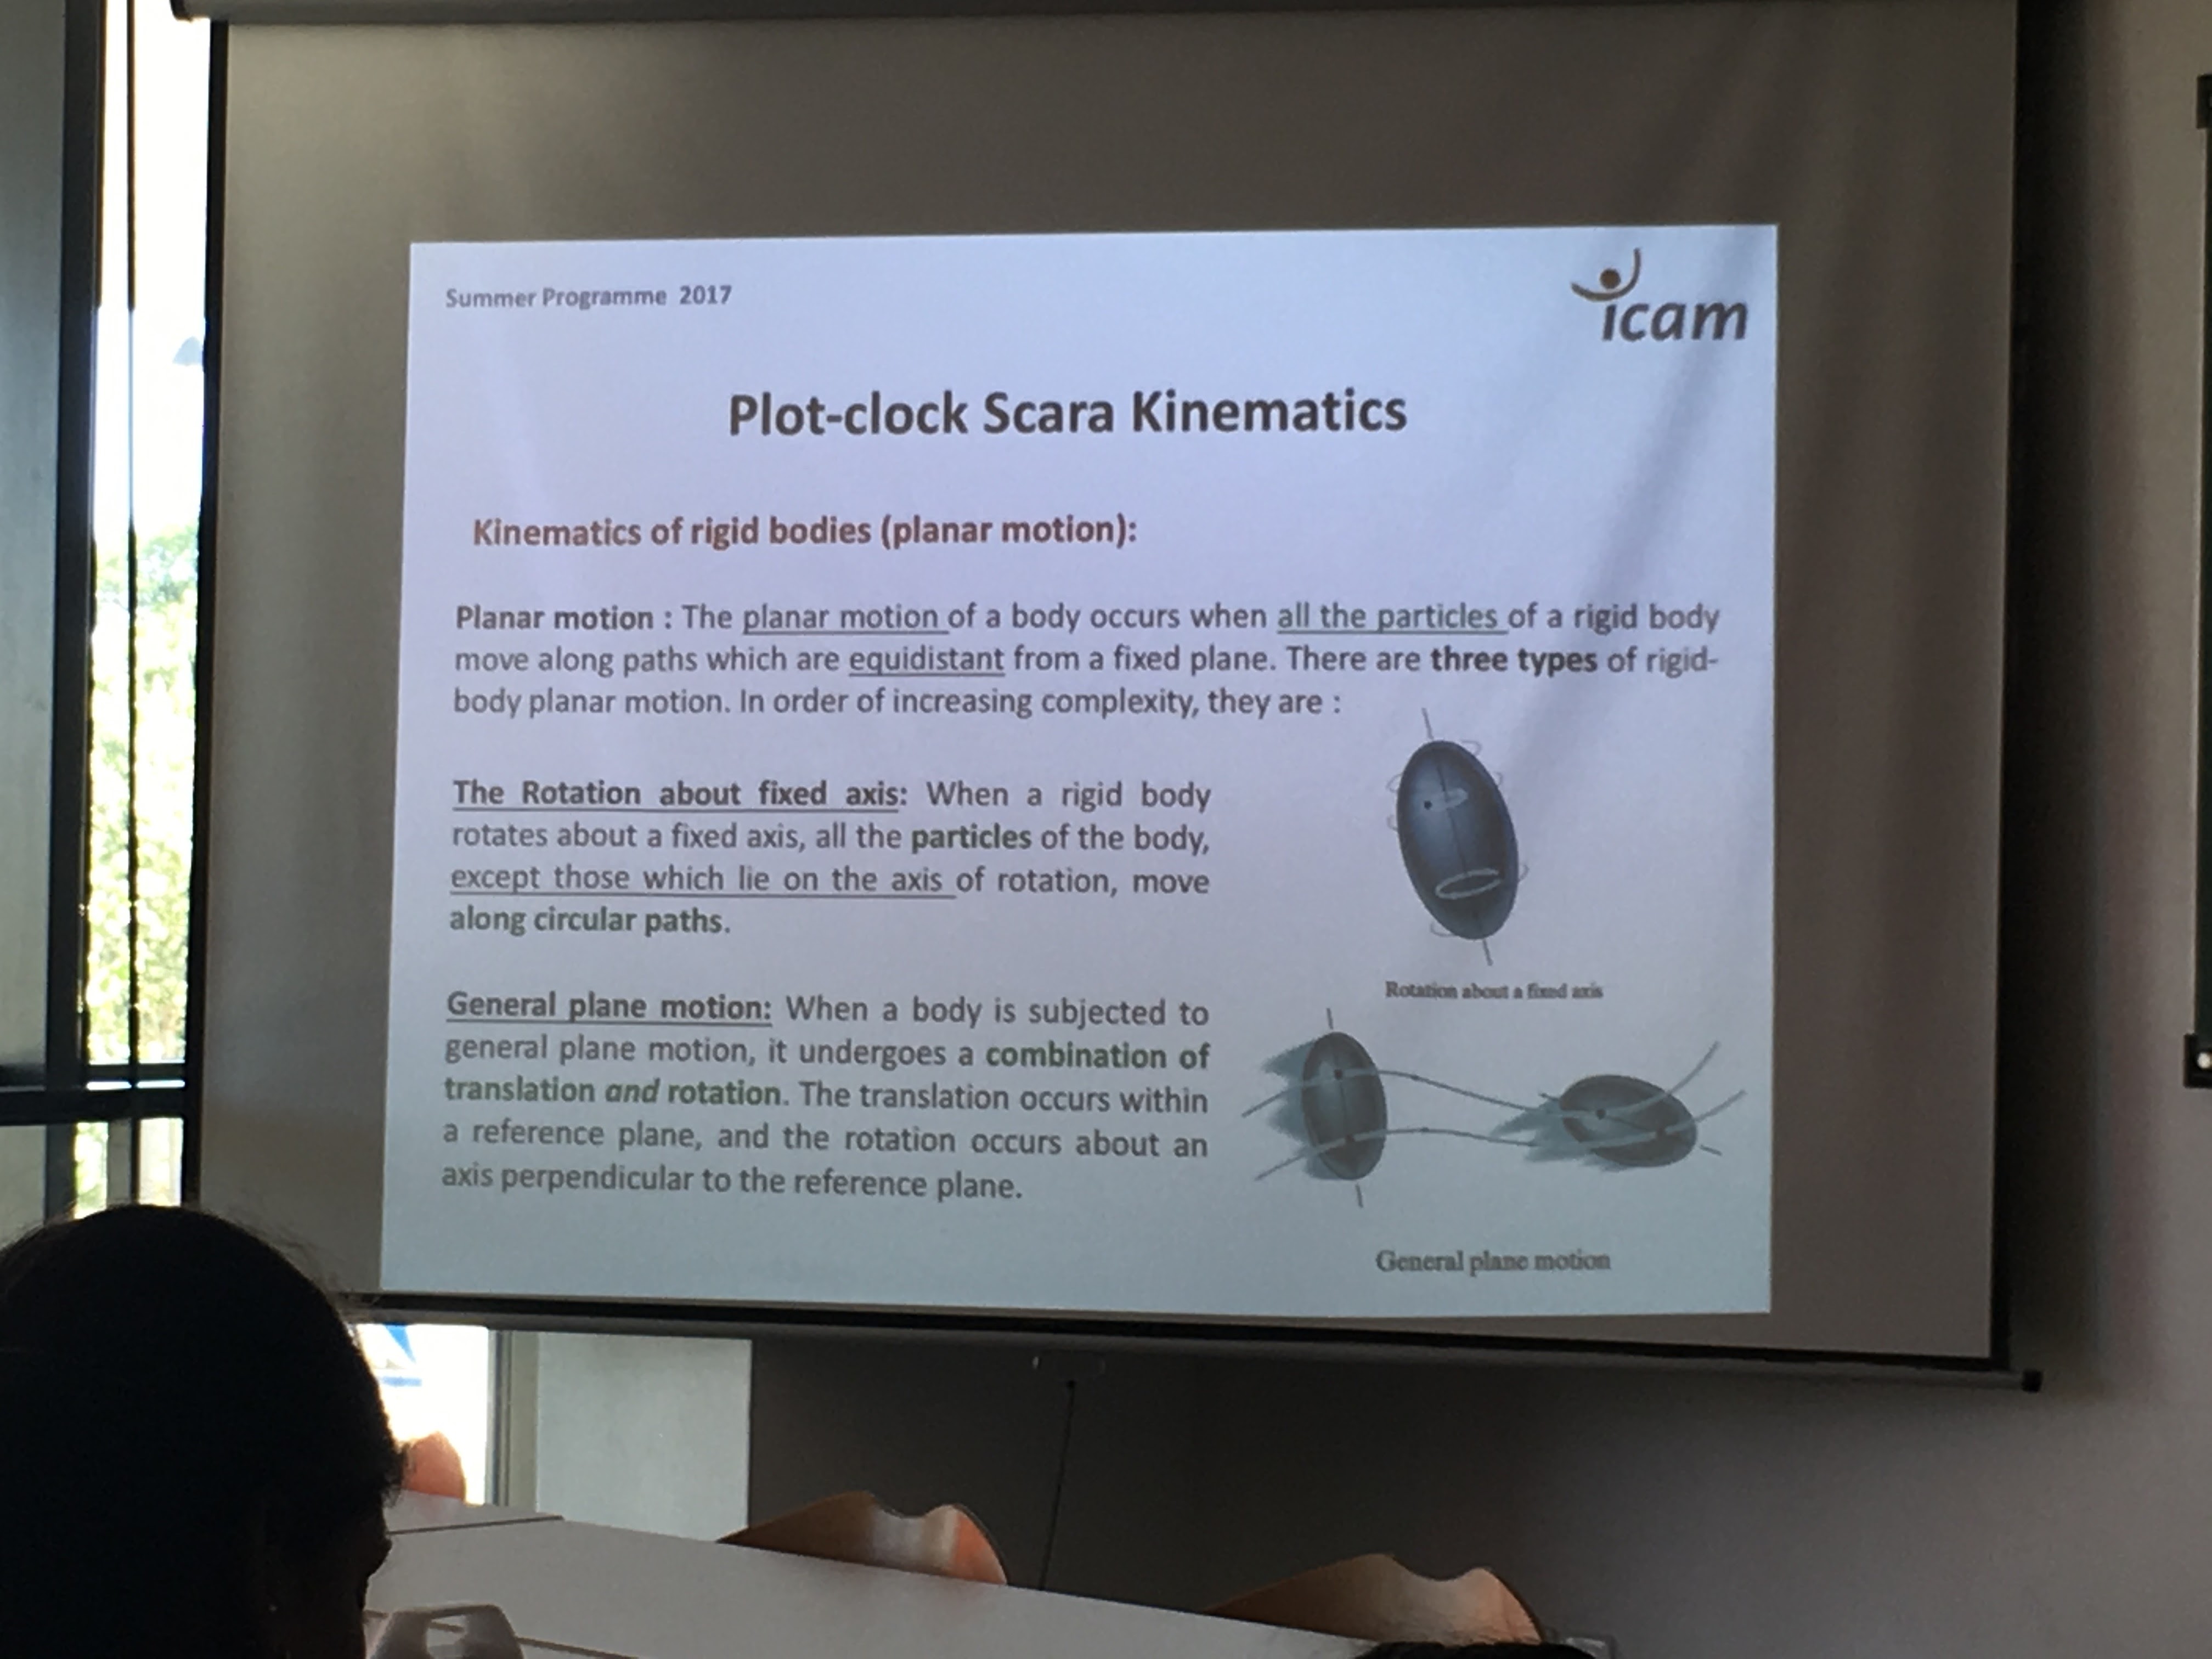 Summer Programme 2017
icam
Plot-clock Scara Kinematics
Kinematics of rigid bodies (planar motion):
Planar motion : The planar motion of a body occurs when all the particles of a rigid body
move along paths which are equidistant from a fixed plane. There are three types of rigid-
body planar motion. In order of increasing complexity, they are :
The Rotation about fixed axis: When a rigid body
rotates about a fixed axis, all the particles of the body,
except those which lie on the axis of rotation, move
along circular paths.
Rotation about a fixed axis
General plane motion: When a body is subjected to
general plane motion, it undergoes a combination of
translation and rotation. The translation occurs within
a reference plane, and the rotation occurs about an
axis perpendicular to the reference plane.
General plane motion